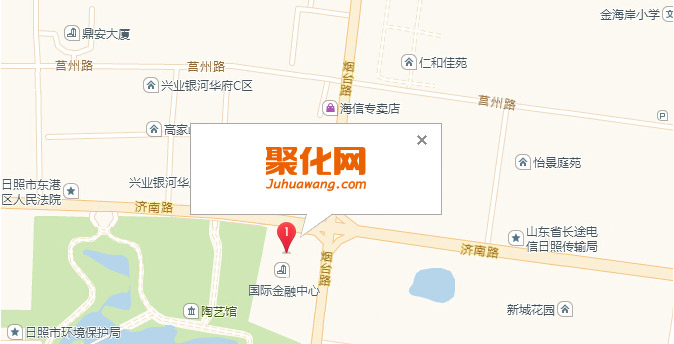 金海岸小学
鼎安大厦
莒州路
莒州路
烟台路
仁和佳苑
兴业银河华府C区
海信专卖店
莒州路
P
高家
聚化网
Juhuawang.com
怡景庭苑
日照市东港
区人民法院
兴业银河华
济南路
1
山东省长途电
信日照传输局
济南路
烟台路
国际金融中心
陶艺馆
新城花园
日照市环境保护局